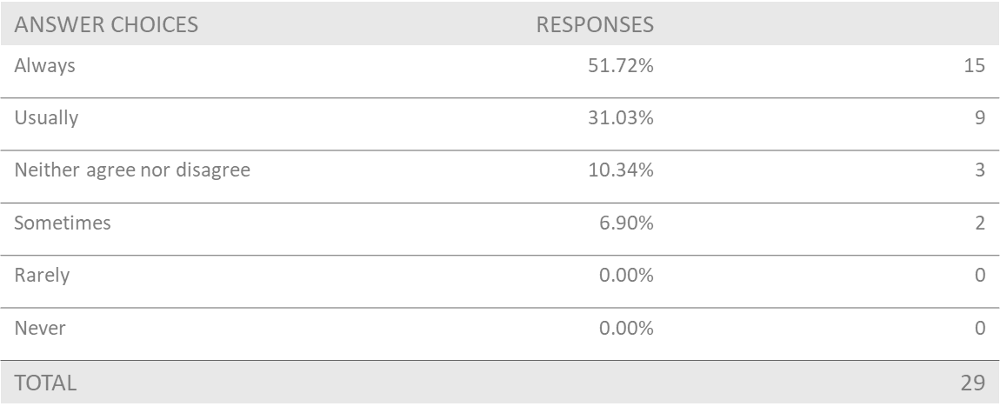 ANSWER CHOICES RESPONSES
Always 51.72% 15
Usually 31.03% 9
Neither agree nor disagree 10.34% 3
Sometimes 6.90% 2
Rarely 0.00% 0
Never 0.00% 0
TOTAL 29